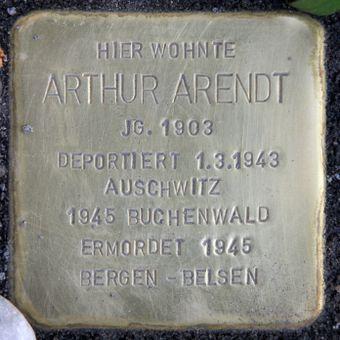 HIER WOHNTE
ARTHUR ARENDT
JG. 1903
DEPORTIERT 1.3.1943
AUSCHWITZ
1945 BUCHENWALD
ERMORDET 1945
BERGEN-BELSEN